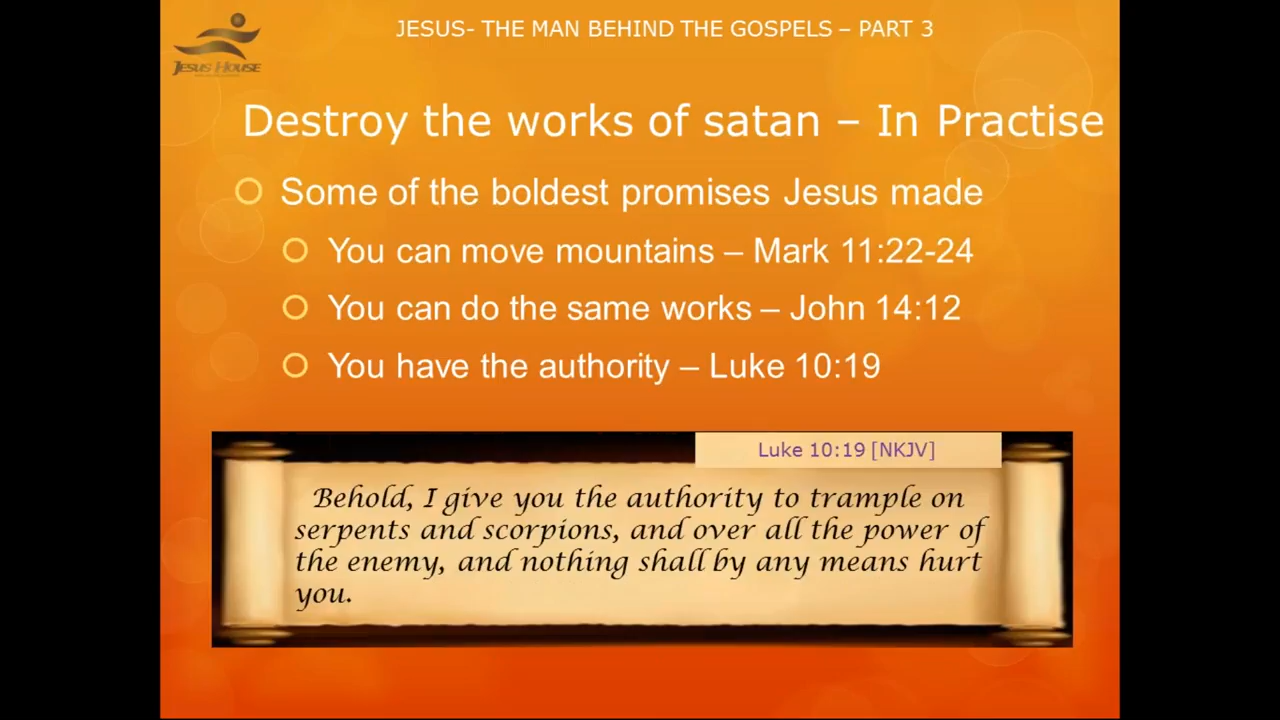 JESUS- THE MAN BEHIND THE GOSPELS – PART 3
JESUS HOUSE
Destroy the works of satan – In Practise
Some of the boldest promises Jesus made
You can move mountains – Mark 11:22-24
You can do the same works – John 14:12
You have the authority – Luke 10:19
Luke 10:19 [NKJV]
Behold, I give you the authority to trample on
serpents and scorpions, and over all the power of
the enemy, and nothing shall by any means hurt
you.